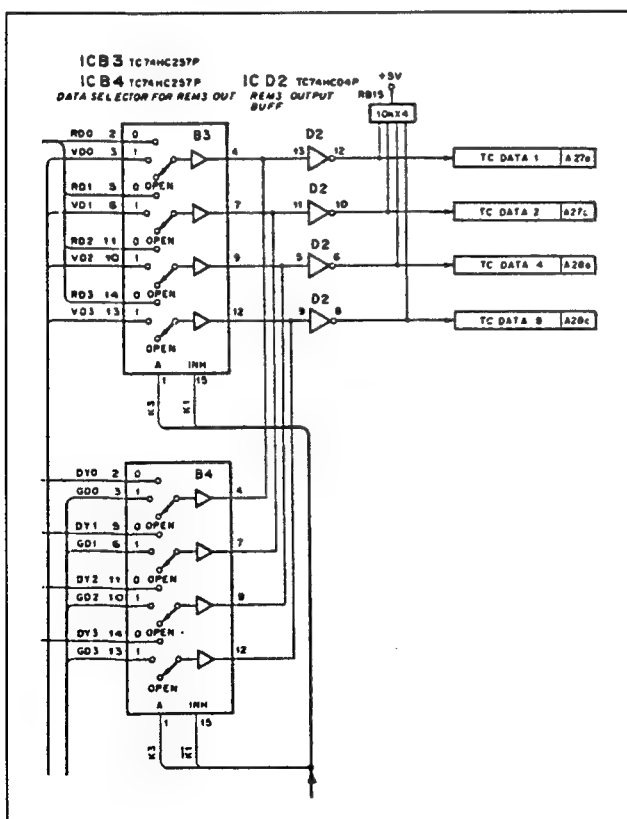 ICB3 TC74HC257P
ICB4 TC74HC257P
DATA SELECTOR FOR REM3 OUT
IC D2 TC74HC04P
REM3 OUTPUT
BUFF
+5V
RB15
10K×4
B3
RD0 2 0
VD0 3 1
OPEN
4
RD1 5 0
VD1 6 1
OPEN
7
RD2 11 0
VD2 10 1
OPEN
9
RD3 14 0
VD3 13 1
OPEN
12
A INH
1 15
K3 K1
D2
13 12
TC DATA 1 A27a
D2
11 10
TC DATA 2 A27c
D2
5 6
TC DATA 4 A28a
D2
9 8
TC DATA 8 A28c
B4
DY0 2 0
GD0 3 1
OPEN
4
DY1 5 0
GD1 6 1
OPEN
7
DY2 11 0
GD2 10 1
OPEN
9
DY3 14 0
GD3 13 1
OPEN
12
A INH
1 15
K3 K̅1̅